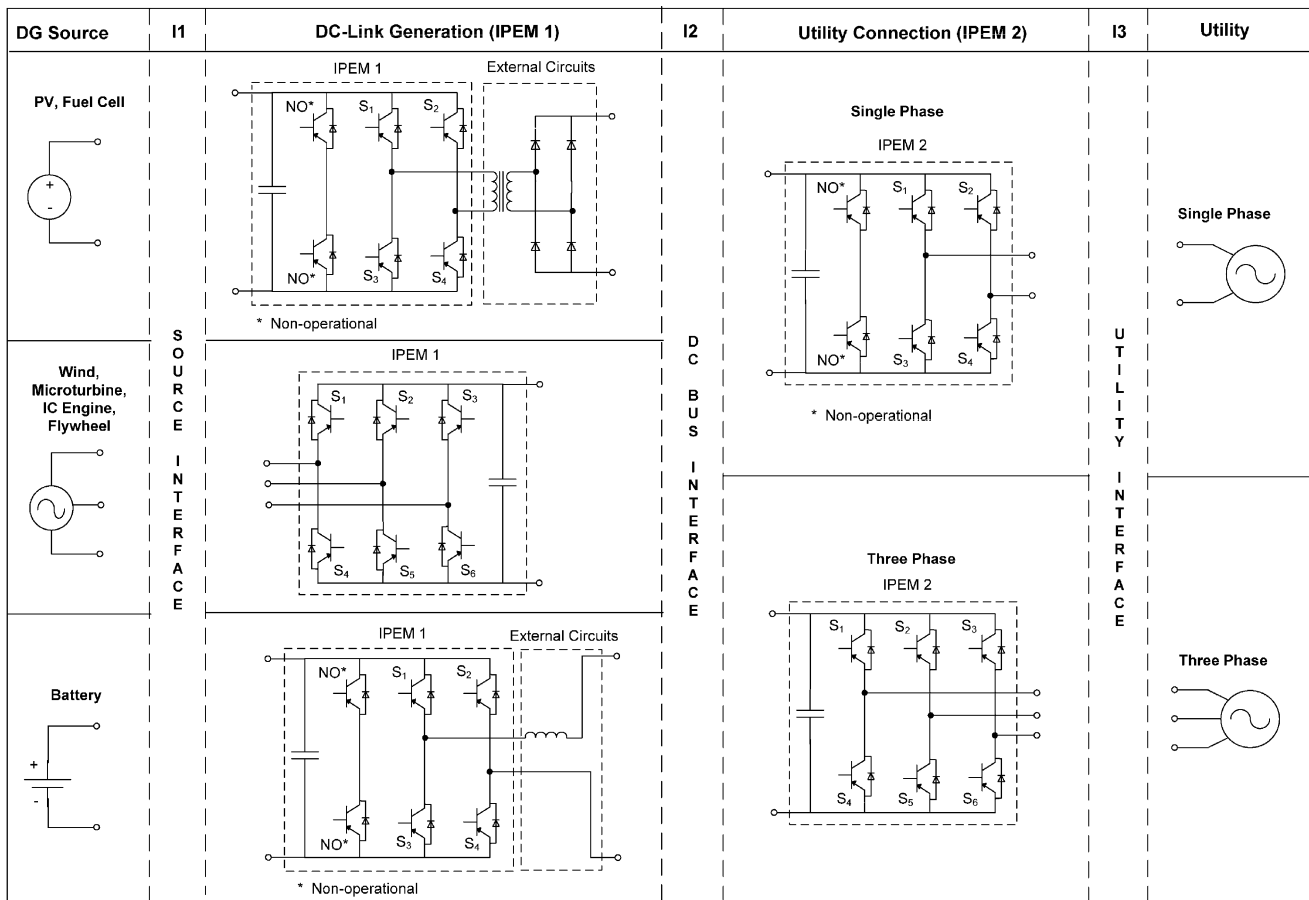 DG Source
I1
DC-Link Generation (IPEM 1)
I2
Utility Connection (IPEM 2)
I3
Utility
PV, Fuel Cell
+
-
IPEM 1
External Circuits
NO*
S1
S2
NO*
S3
S4
* Non-operational
Wind,
Microturbine,
IC Engine,
Flywheel
IPEM 1
S1
S2
S3
S4
S5
S6
Battery
+
-
IPEM 1
External Circuits
NO*
S1
S2
NO*
S3
S4
* Non-operational
SOURCE INTERFACE
DC BUS INTERFACE
Single Phase
IPEM 2
NO*
S1
S2
NO*
S3
S4
* Non-operational
Three Phase
IPEM 2
S1
S2
S3
S4
S5
S6
UTILITY INTERFACE
Single Phase
Three Phase